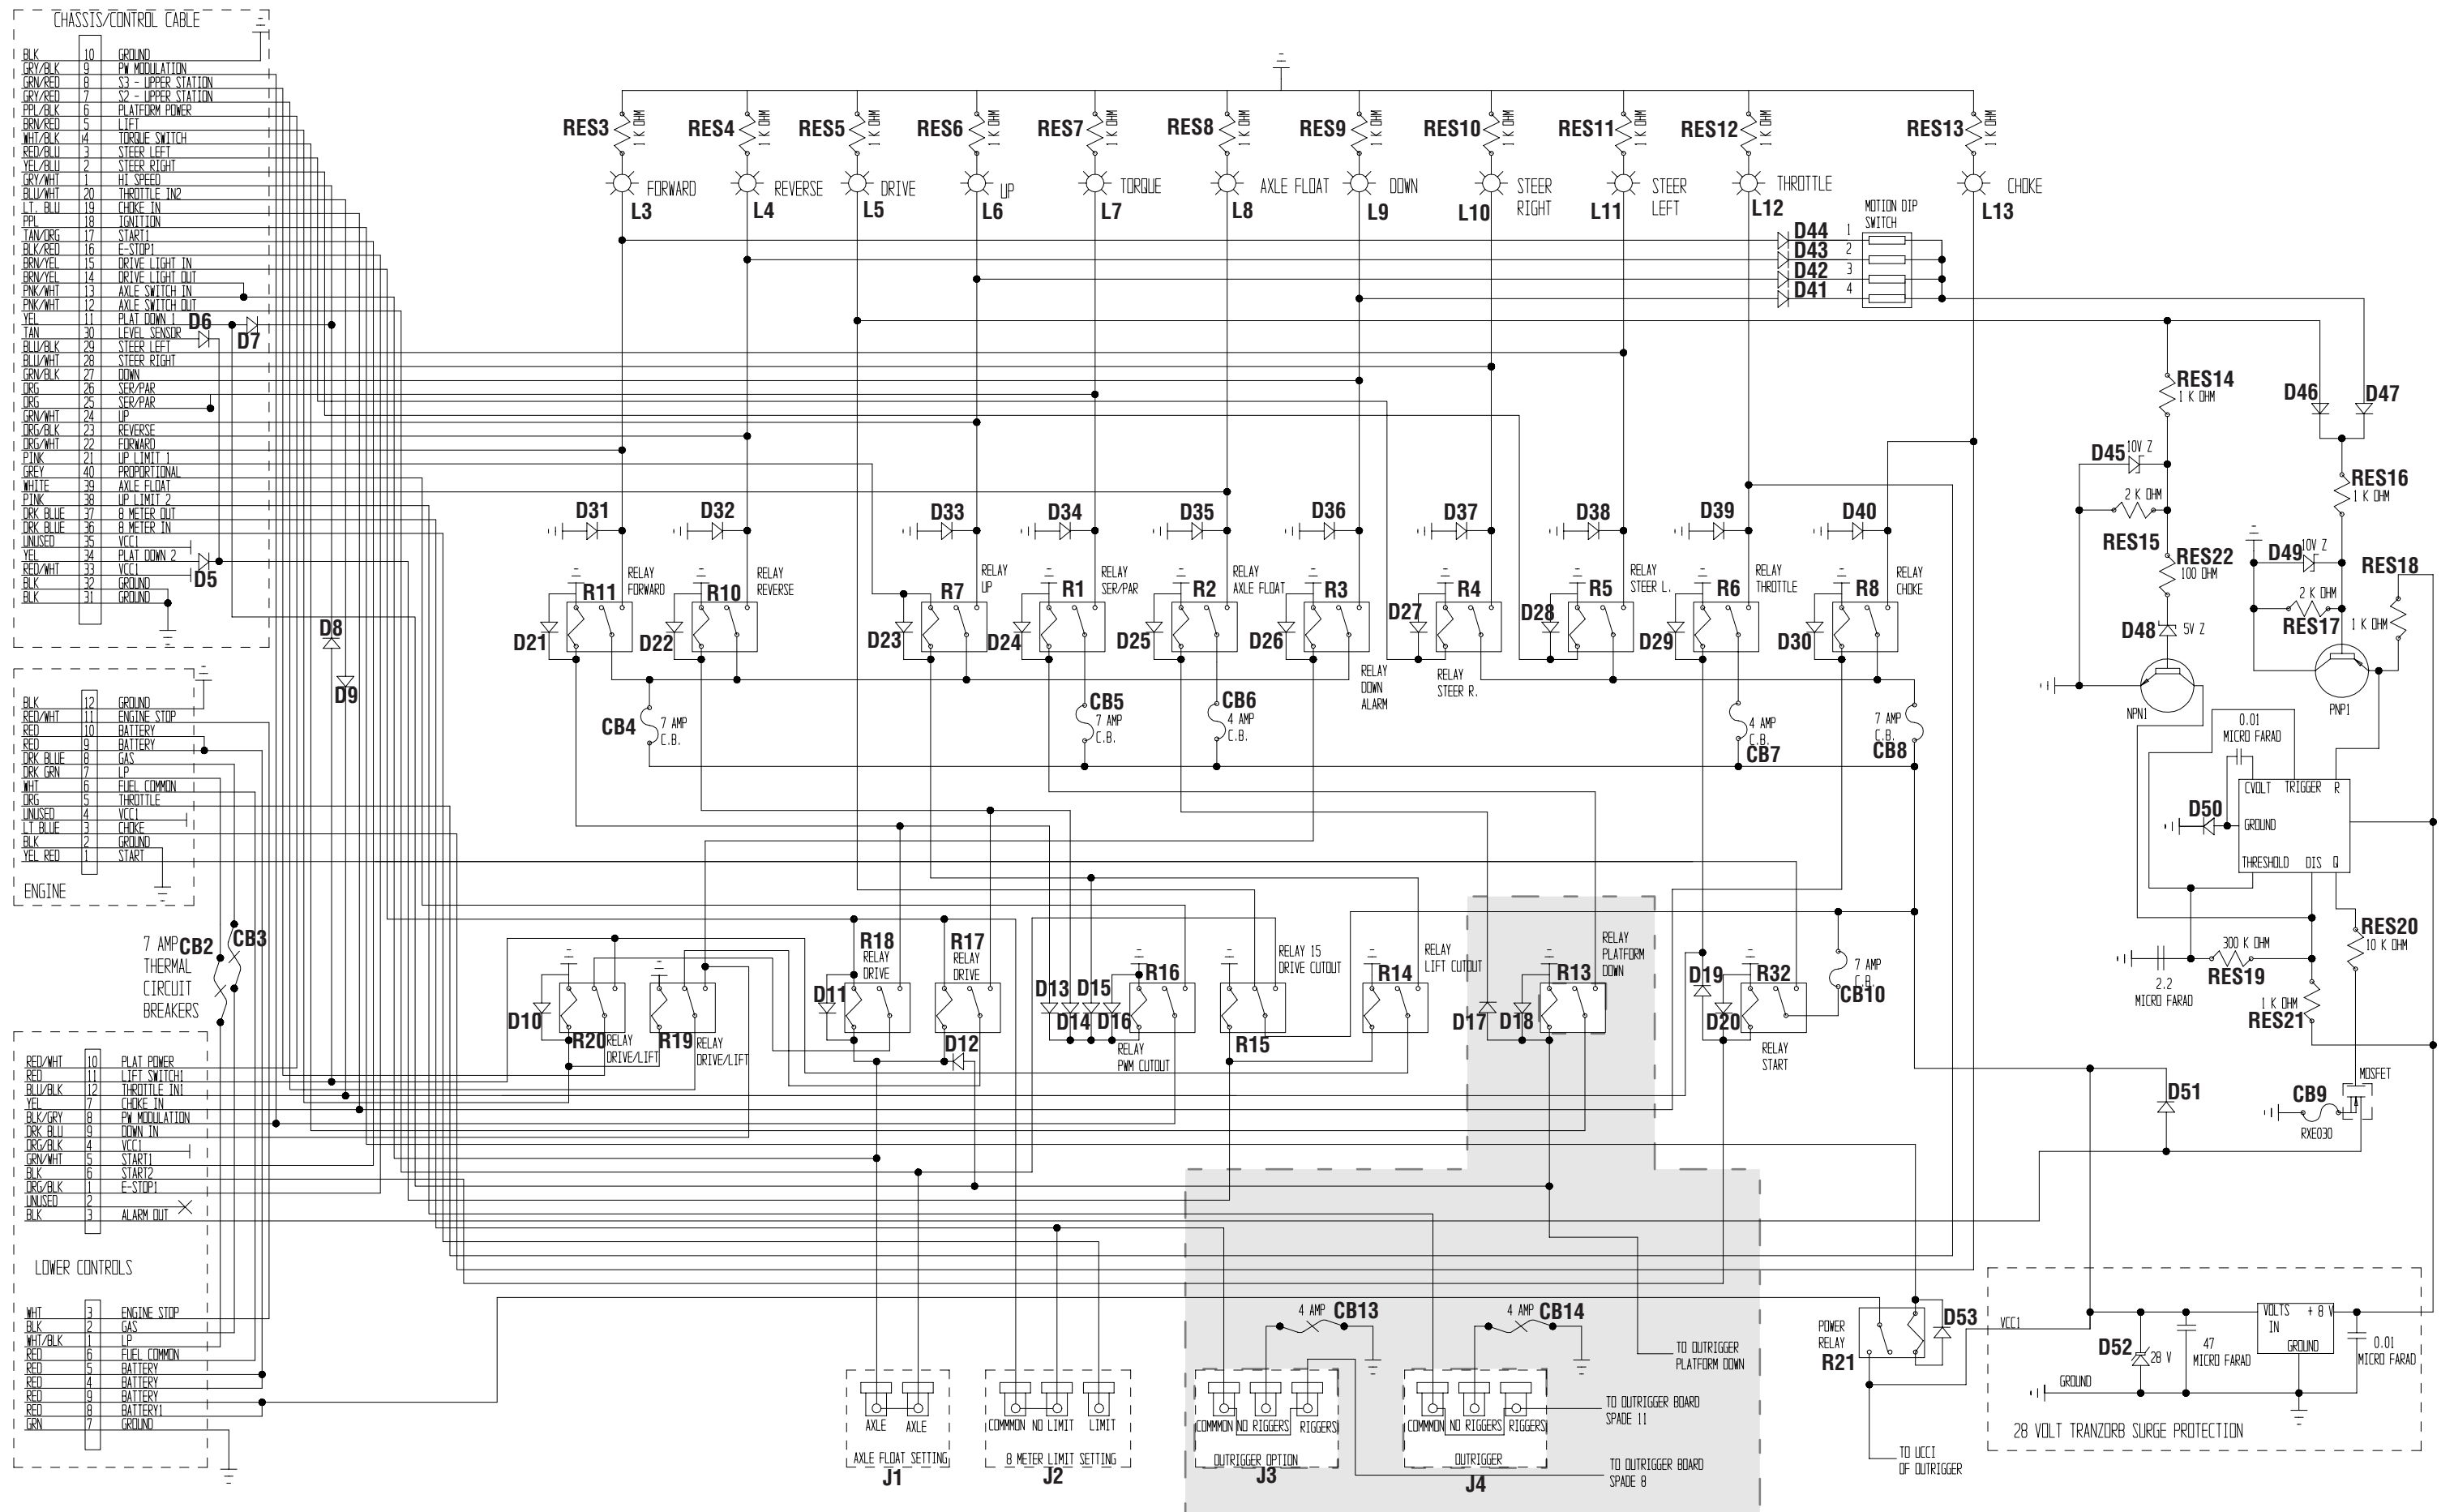 CHASSIS/CONTROL CABLE
BLK 10 GROUND
GRY/BLK 9 PW MODULATION
GRN/RED 8 S3 - UPPER STATION
GRY/RED 7 S2 - UPPER STATION
PPL/BLK 6 PLATFORM POWER
BRN/RED 5 LIFT
WHT/BLK 4 TORQUE SWITCH
RED/BLU 3 STEER LEFT
YEL/BLU 2 STEER RIGHT
GRY/WHT 1 HI SPEED
BLU/WHT 20 THROTTLE IN2
LT. BLU 19 CHOKE IN
PPL 18 IGNITION
TAN/ORG 17 START1
BLK/RED 16 E-STOP1
BRN/YEL 15 DRIVE LIGHT IN
BRN/YEL 14 DRIVE LIGHT OUT
PNK/WHT 13 AXLE SWITCH IN
PNK/WHT 12 AXLE SWITCH OUT
YEL 11 PLAT DOWN 1
TAN 30 LEVEL SENSOR
BLU/BLK 29 STEER LEFT
BLU/WHT 28 STEER RIGHT
GRN/BLK 27 DOWN
ORG 26 SER/PAR
ORG 25 SER/PAR
GRN/WHT 24 UP
ORG/BLK 23 REVERSE
ORG/WHT 22 FORWARD
PINK 21 UP LIMIT 1
GREY 40 PROPORTIONAL
WHITE 39 AXLE FLOAT
PINK 38 UP LIMIT 2
DRK BLUE 37 8 METER OUT
DRK BLUE 36 8 METER IN
UNUSED 35 VCC1
YEL 34 PLAT DOWN 2
RED/WHT 33 VCC1
BLK 32 GROUND
BLK 31 GROUND
D6
D7
D5
D8
D9
BLK 12 GROUND
RED/WHT 11 ENGINE STOP
RED 10 BATTERY
RED 9 BATTERY
DRK BLUE 8 GAS
DRK GRN 7 LP
WHT 6 FUEL COMMON
ORG 5 THROTTLE
UNUSED 4 VCC1
LT BLUE 3 CHOKE
BLK 2 GROUND
YEL RED 1 START
ENGINE
7 AMP CB2 CB3
THERMAL
CIRCUIT
BREAKERS
RED/WHT 10 PLAT POWER
RED 11 LIFT SWITCH1
BLU/BLK 12 THROTTLE IN1
YEL 7 CHOKE IN
BLK/GRY 8 PW MODULATION
DRK BLU 9 DOWN IN
ORG/BLK 4 VCC1
GRN/WHT 5 START1
BLK 6 START2
ORG/BLK 1 E-STOP1
UNUSED 2
BLK 3 ALARM OUT
LOWER CONTROLS
WHT 3 ENGINE STOP
BLK 2 GAS
WHT/BLK 1 LP
RED 6 FUEL COMMON
RED 5 BATTERY
RED 4 BATTERY
RED 9 BATTERY
RED 8 BATTERY1
GRN 7 GROUND
RES3 1 K OHM
RES4 1 K OHM
RES5 1 K OHM
RES6 1 K OHM
RES7 1 K OHM
RES8 1 K OHM
RES9 1 K OHM
RES10 1 K OHM
RES11 1 K OHM
RES12 1 K OHM
RES13 1 K OHM
FORWARD L3
REVERSE L4
DRIVE L5
UP L6
TORQUE L7
AXLE FLOAT L8
DOWN L9
STEER RIGHT L10
STEER LEFT L11
THROTTLE L12
CHOKE L13
MOTION DIP
SWITCH
D44 1
D43 2
D42 3
D41 4
RES14
1 K OHM
D46
D47
D45 10V Z
RES16
1 K OHM
2 K OHM
RES15
RES22
100 OHM
D49 10V Z
RES18
1 K OHM
2 K OHM
RES17
D48 5V Z
NPN1
PNP1
D31 D32 D33 D34 D35 D36 D37 D38 D39 D40
R11 RELAY FORWARD
R10 RELAY REVERSE
R7 RELAY UP
R1 RELAY SER/PAR
R2 RELAY AXLE FLOAT
R3
R4
R5 RELAY STEER L.
R6 RELAY THROTTLE
R8 RELAY CHOKE
D21 D22 D23 D24 D25 D26 D27 D28 D29 D30
RELAY
DOWN
ALARM
RELAY
STEER R.
CB4 7 AMP C.B.
CB5 7 AMP C.B.
CB6 4 AMP C.B.
4 AMP C.B. CB7
7 AMP C.B. CB8
0.01
MICRO FARAD
CVOLT TRIGGER R
GROUND
THRESHOLD DIS Q
D50
RES20
10 K OHM
300 K OHM
RES19
2.2
MICRO FARAD
1 K OHM
RES21
D10 R20 RELAY DRIVE/LIFT
R19 RELAY DRIVE/LIFT
R18 RELAY DRIVE
D11
R17 RELAY DRIVE
D12
D13 D14 D15 D16
R16 RELAY PWM CUTOUT
RELAY 15
DRIVE CUTOUT
R15
R14 RELAY LIFT CUTOUT
D17 D18
R13 RELAY PLATFORM DOWN
D19 D20
R32 RELAY START
7 AMP
C.B.
CB10
D51
MOSFET
CB9
RXE030
AXLE AXLE
AXLE FLOAT SETTING
J1
COMMMON NO LIMIT LIMIT
8 METER LIMIT SETTING
J2
4 AMP CB13
COMMMON NO RIGGERS RIGGERS
OUTRIGGER OPTION
J3
4 AMP CB14
COMMMON NO RIGGERS RIGGERS
OUTRIGGER
J4
TO OUTRIGGER
PLATFORM DOWN
TO OUTRIGGER BOARD
SPADE 11
TO OUTRIGGER BOARD
SPADE 8
POWER
RELAY
R21
D53
TO UCCI
OF OUTRIGGER
VCC1
D52 28 V
47
MICRO FARAD
VOLTS + 8 V
IN
GROUND
0.01
MICRO FARAD
GROUND
28 VOLT TRANZORB SURGE PROTECTION